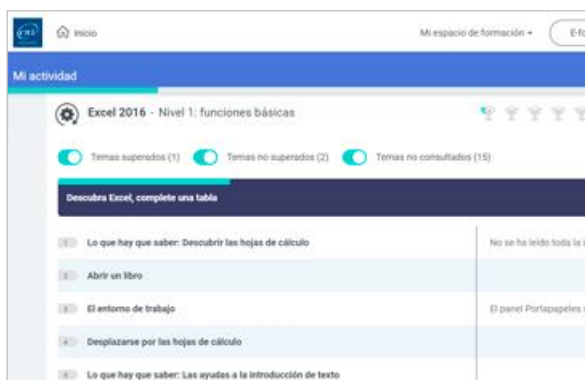 eni
Inicio
Mi espacio de formación
E-fo
Mi actividad
Excel 2016 - Nivel 1: funciones básicas
Temas superados (1) Temas no superados (2) Temas no consultados (15)
Descubra Excel, complete una tabla
1 Lo que hay que saber: Descubrir las hojas de cálculo No se ha leído toda la i
2 Abrir un libro
3 El entorno de trabajo El panel Portapapeles
4 Desplazarse por las hojas de cálculo
5 Lo que hay que saber: Las ayudas a la introducción de texto